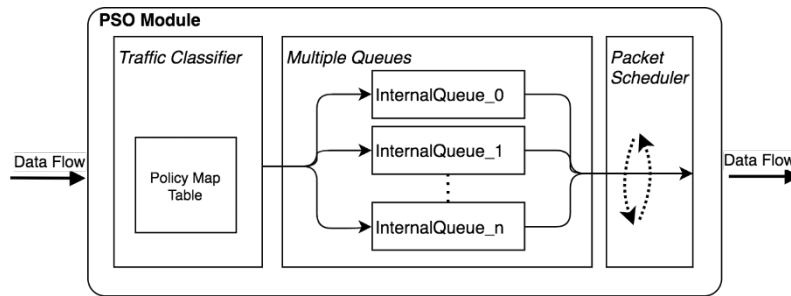 PSO Module
Traffic Classifier
Multiple Queues
Packet
Scheduler
Data Flow
Policy Map
Table
InternalQueue_0
InternalQueue_1
InternalQueue_n
Data Flow